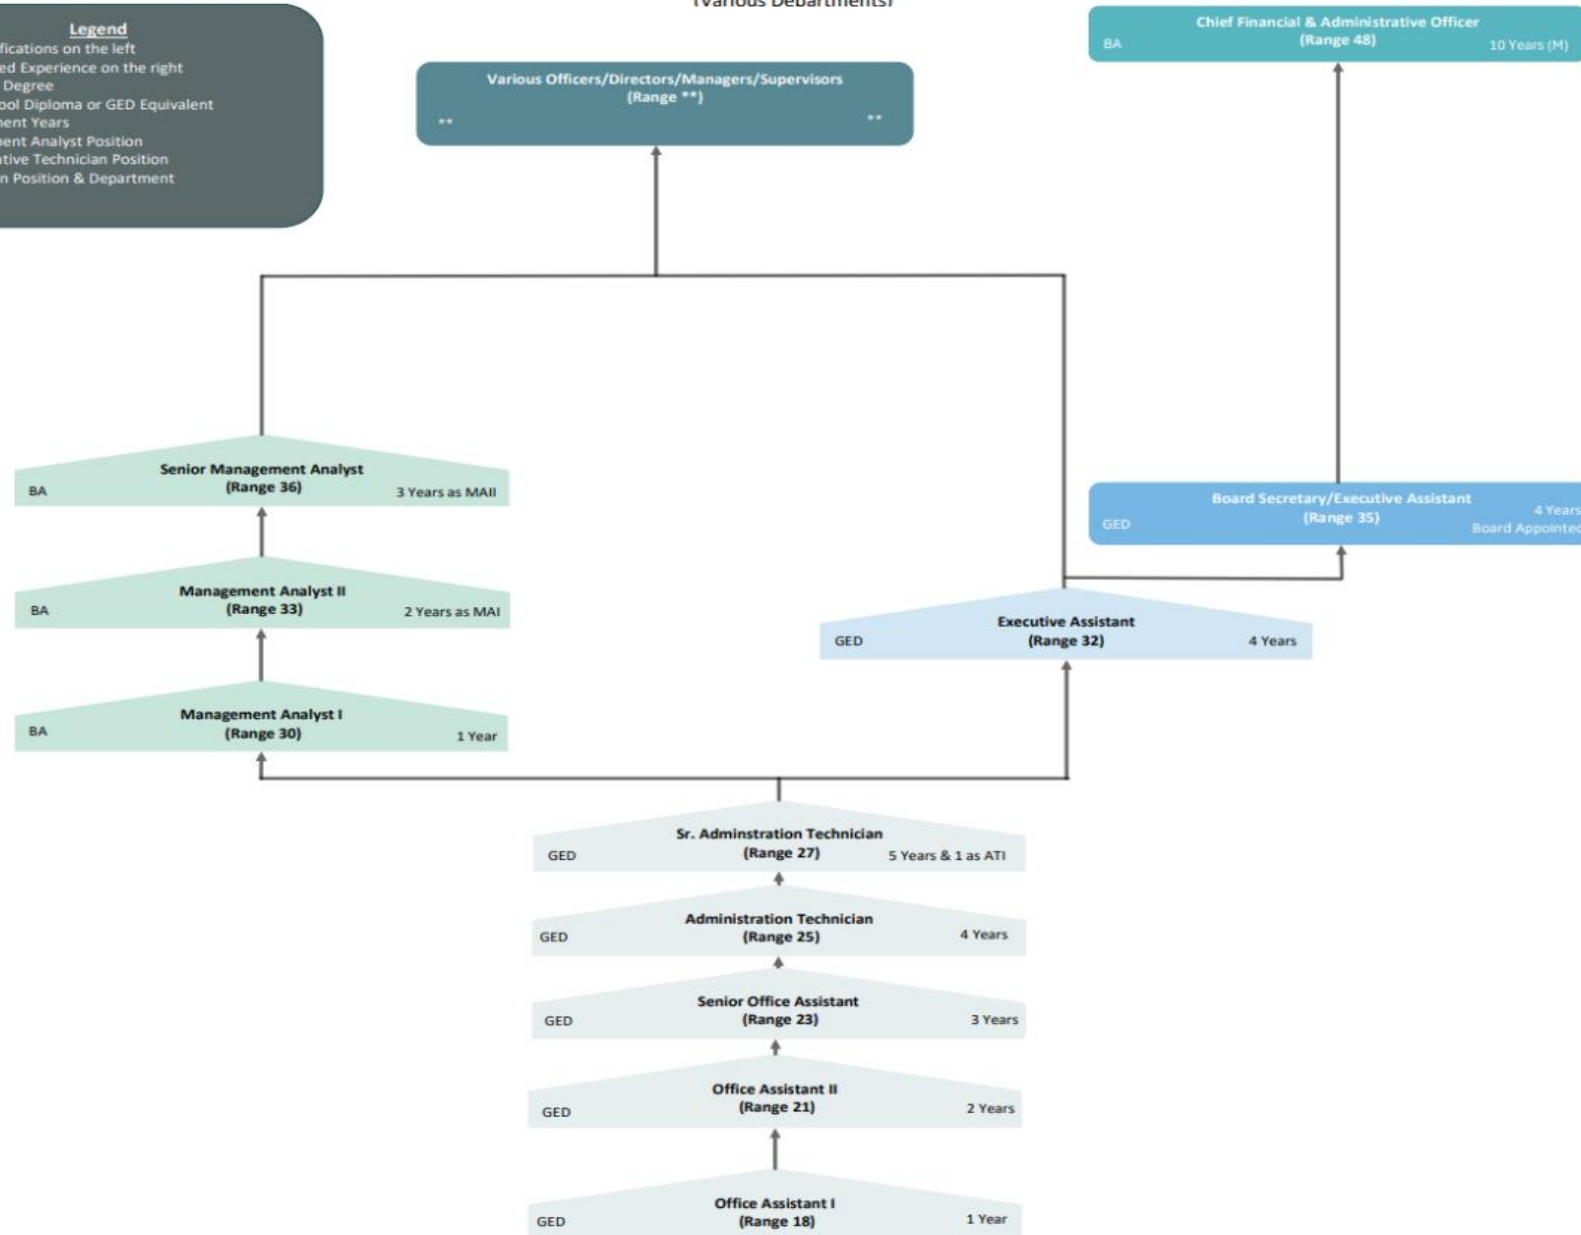 (Various Departments)
Legend
fications on the left
ed Experience on the right
Degree
ool Diploma or GED Equivalent
ment Years
ment Analyst Position
ative Technician Position
n Position & Department
Various Officers/Directors/Managers/Supervisors
(Range **)
** **
Chief Financial & Administrative Officer
(Range 48)
BA 10 Years (M)
Senior Management Analyst
(Range 36)
BA 3 Years as MAII
Board Secretary/Executive Assistant
(Range 35)
GED 4 Years
Board Appointed
Management Analyst II
(Range 33)
BA 2 Years as MAI
Executive Assistant
(Range 32)
GED 4 Years
Management Analyst I
(Range 30)
BA 1 Year
Sr. Adminstration Technician
(Range 27)
GED 5 Years & 1 as ATI
Administration Technician
(Range 25)
GED 4 Years
Senior Office Assistant
(Range 23)
GED 3 Years
Office Assistant II
(Range 21)
GED 2 Years
Office Assistant I
(Range 18)
GED 1 Year